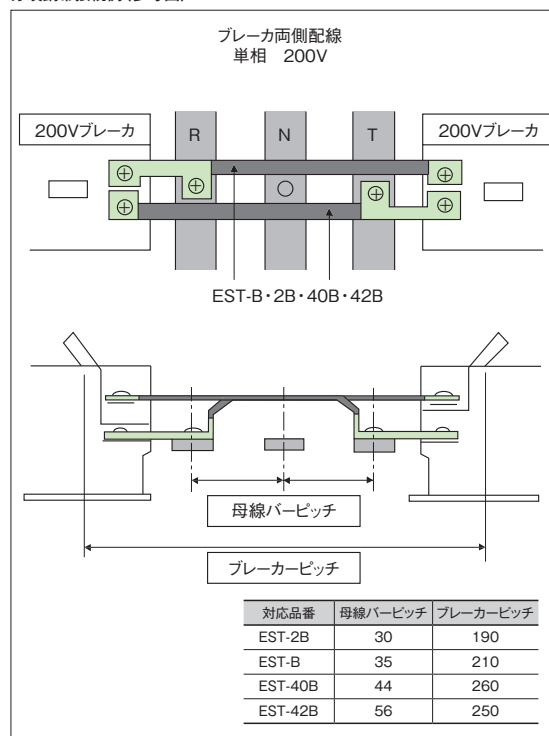 ブレーカ両側配線
単相 200V
200Vブレーカ
R
N
T
200Vブレーカ
EST-B・2B・40B・42B
母線バーピッチ
ブレーカーピッチ
対応品番 母線バーピッチ ブレーカーピッチ
EST-2B 30 190
EST-B 35 210
EST-40B 44 260
EST-42B 56 250